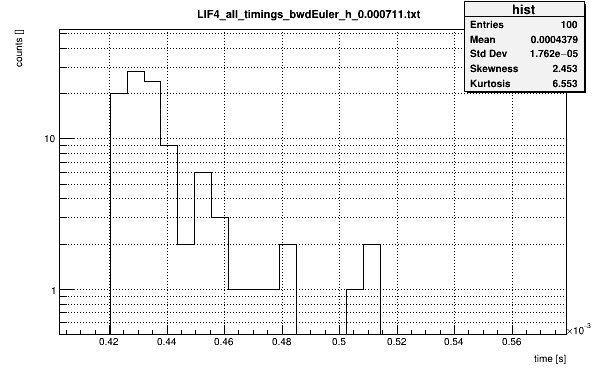 LIF4_all_timings_bwdEuler_h_0.000711.txt
hist
Entries 100
Mean 0.0004379
Std Dev 1.762e−05
Skewness 2.453
Kurtosis 6.553
counts []
10
1
0.42 0.44 0.46 0.48 0.5 0.52 0.54 0.56
×10−3
time [s]